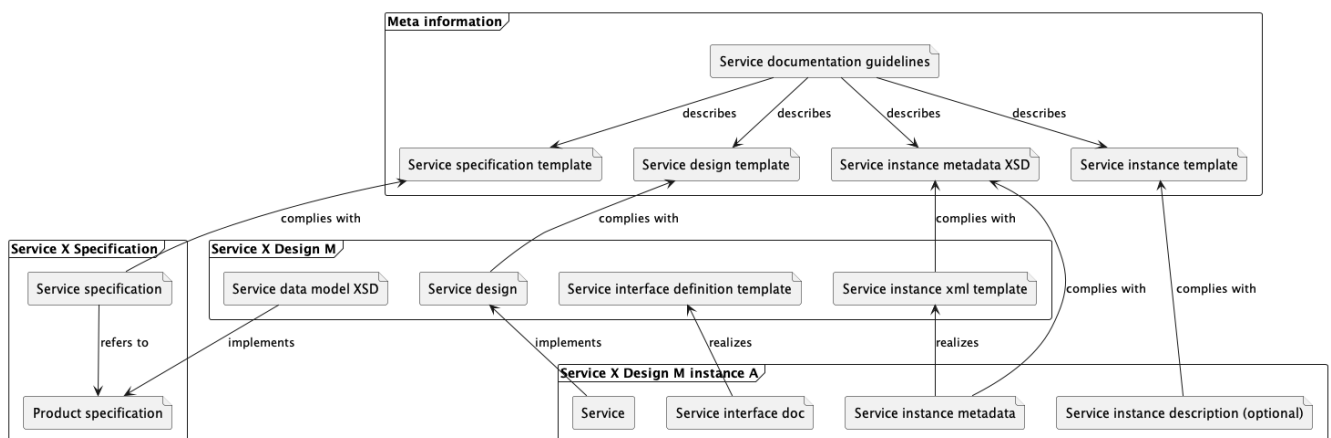 Meta information
Service documentation guidelines
describes
describes
describes
describes
Service specification template
Service design template
Service instance metadata XSD
Service instance template
complies with
complies with
complies with
Service X Specification
Service X Design M
Service specification
Service data model XSD
Service design
Service interface definition template
Service instance xml template
complies with
complies with
refers to
implements
implements
realizes
realizes
Service X Design M instance A
Product specification
Service
Service interface doc
Service instance metadata
Service instance description (optional)